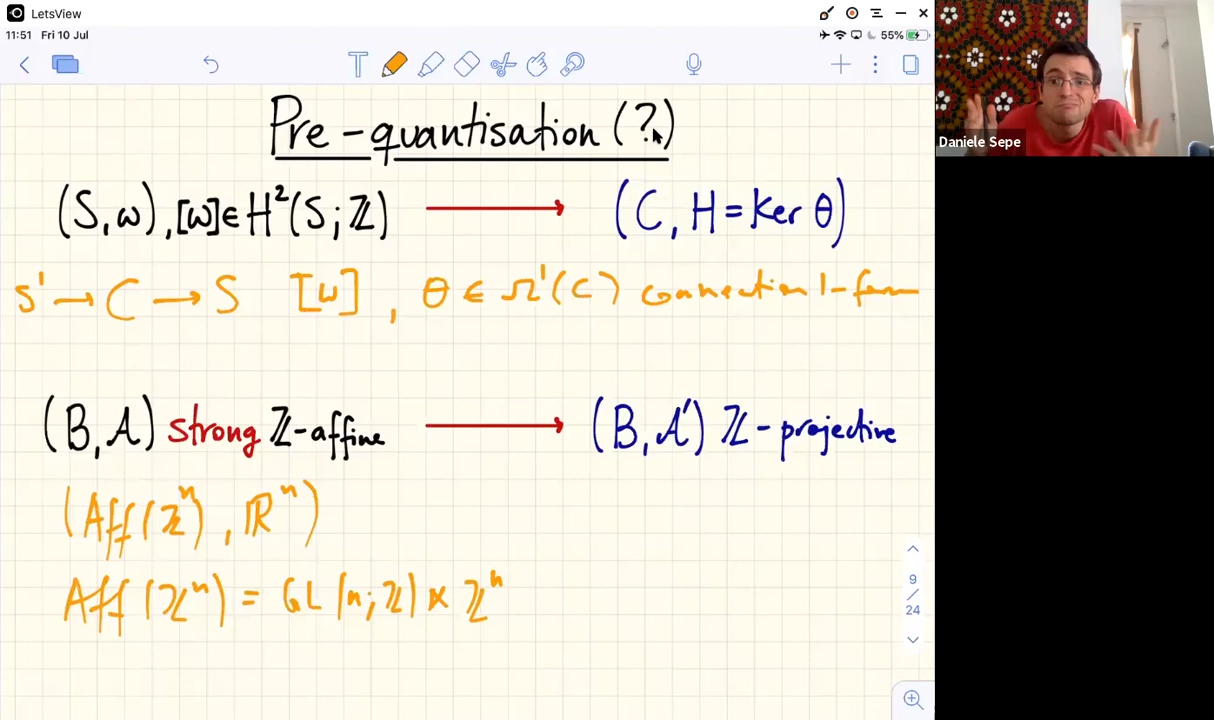 LetsView
11:51 Fri 10 Jul
55%
Pre-quantisation (?)
(S, ω), [ω] ∈ H²(S; ℤ) ⟶ (C, H = Ker θ)
S¹ → C → S [ω], θ ∈ Ω¹(C) connection 1-form
(B, A) strong ℤ-affine ⟶ (B, A') ℤ-projective
(Aff(ℤⁿ), ℝⁿ)
Aff(ℤⁿ) = GL(n; ℤ) ⋉ ℤⁿ
9
/
24
Daniele Sepe